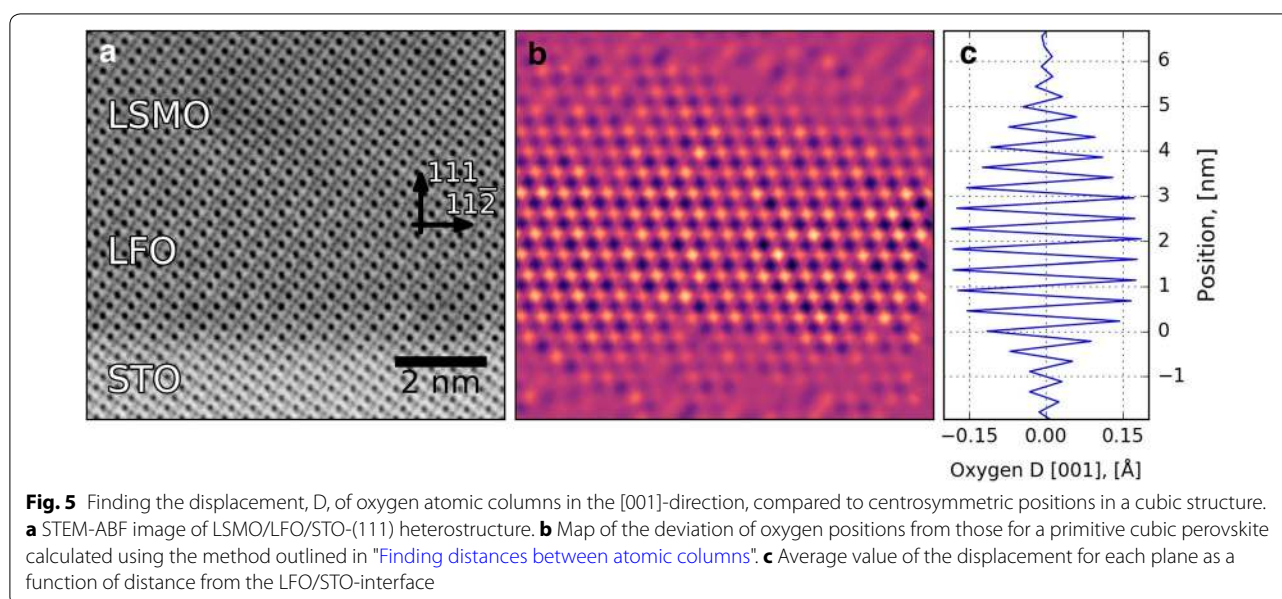 a
b
c
LSMO
LFO
STO
111
112̅
2 nm
6
5
4
3
2
1
0
−1
Position, [nm]
−0.15 0.00 0.15
Oxygen D [001], [Å]
Fig. 5 Finding the displacement, D, of oxygen atomic columns in the [001]-direction, compared to centrosymmetric positions in a cubic structure.
a STEM-ABF image of LSMO/LFO/STO-(111) heterostructure. b Map of the deviation of oxygen positions from those for a primitive cubic perovskite
calculated using the method outlined in "Finding distances between atomic columns". c Average value of the displacement for each plane as a
function of distance from the LFO/STO-interface